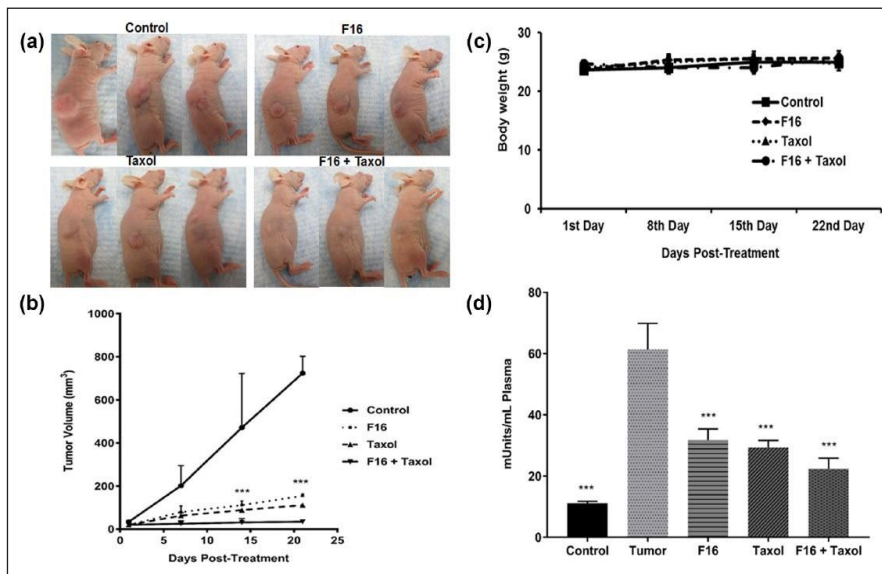 (a)
Control
F16
Taxol
F16 + Taxol
(b)
1000
800
600
400
200
0
Tumor Volume (mm3)
***
***
0
5
10
15
20
25
Days Post-Treatment
Control
F16
Taxol
F16 + Taxol
(c)
30
20
10
0
Body weight (g)
Control
F16
Taxol
F16 + Taxol
1st Day
8th Day
15th Day
22nd Day
Days Post-Treatment
(d)
80
60
40
20
0
mUnits/mL Plasma
***
***
***
***
Control
Tumor
F16
Taxol
F16 + Taxol